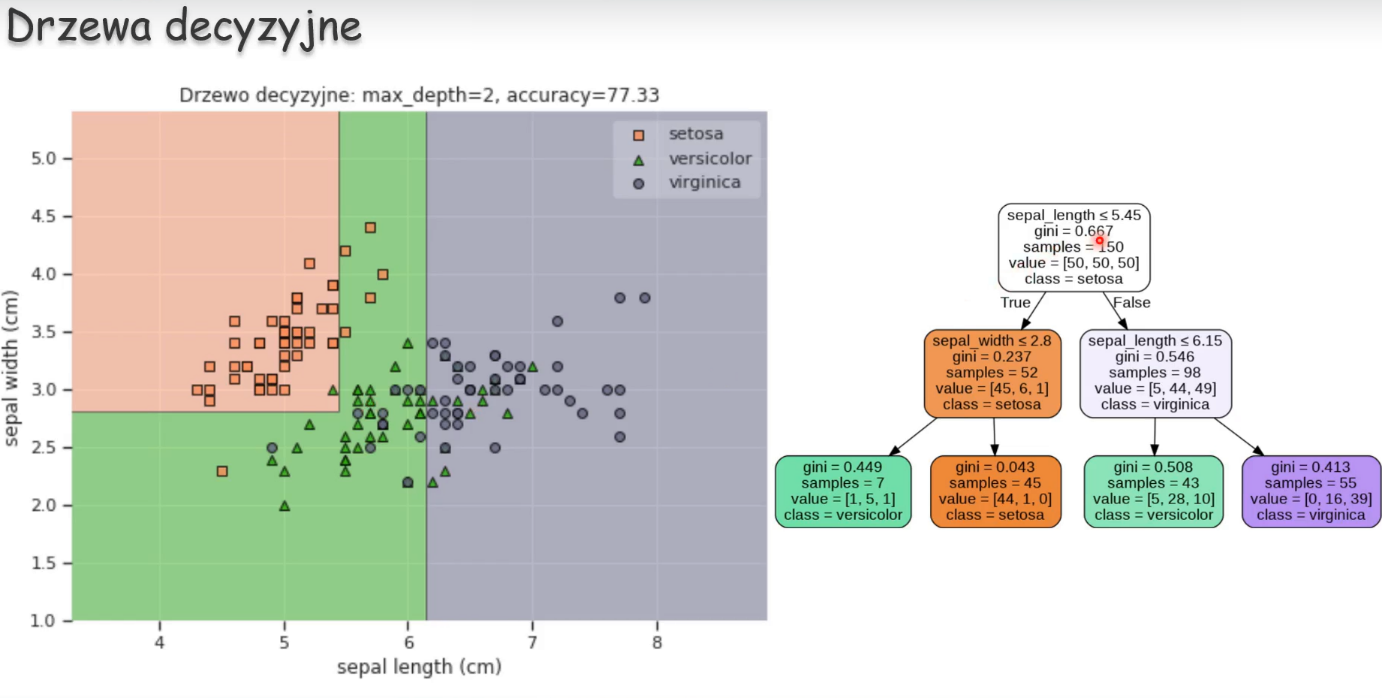 Drzewa decyzyjne
Drzewo decyzyjne: max_depth=2, accuracy=77.33
setosa
versicolor
virginica
5.0
4.5
4.0
3.5
3.0
2.5
2.0
1.5
1.0
sepal width (cm)
4 5 6 7 8
sepal length (cm)
sepal_length ≤ 5.45
gini = 0.667
samples = 150
value = [50, 50, 50]
class = setosa
True False
sepal_width ≤ 2.8
gini = 0.237
samples = 52
value = [45, 6, 1]
class = setosa
sepal_length ≤ 6.15
gini = 0.546
samples = 98
value = [5, 44, 49]
class = virginica
gini = 0.449
samples = 7
value = [1, 5, 1]
class = versicolor
gini = 0.043
samples = 45
value = [44, 1, 0]
class = setosa
gini = 0.508
samples = 43
value = [5, 28, 10]
class = versicolor
gini = 0.413
samples = 55
value = [0, 16, 39]
class = virginica